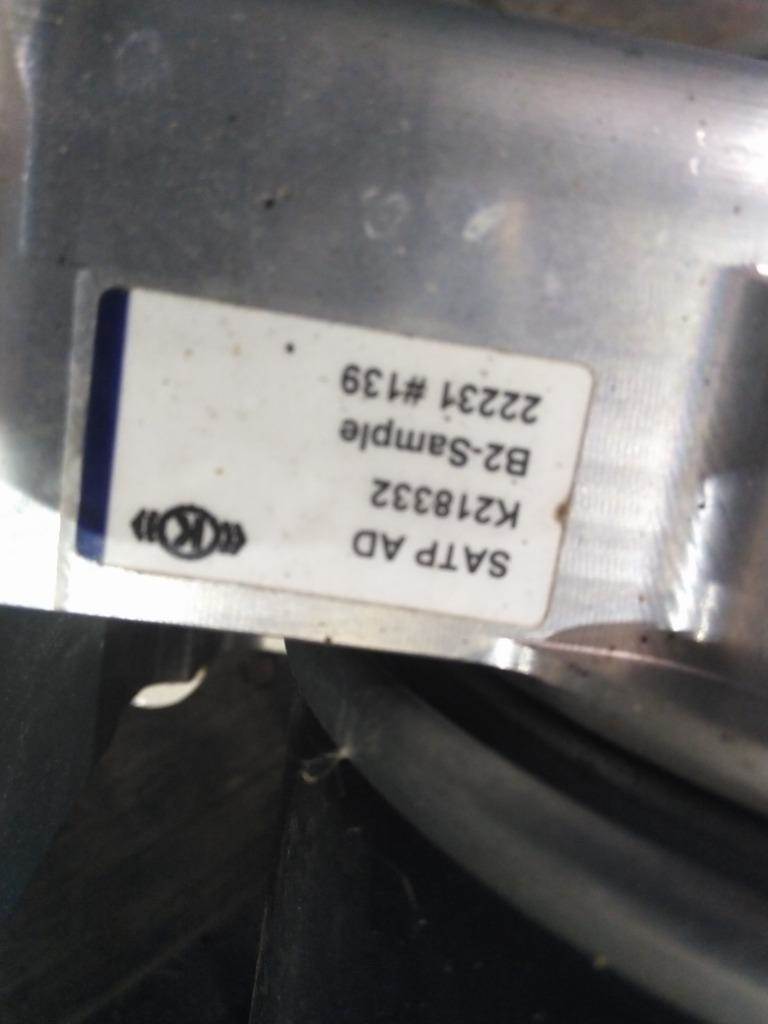 SATP AD
K218332
B2-Sample
22231 #139